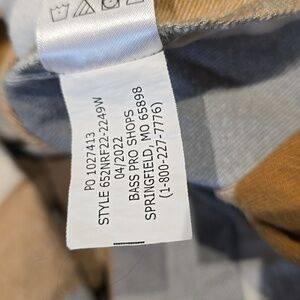 PO 1027413
STYLE 652NRF22-2249W
04/2022
BASS PRO SHOPS
SPRINGFIELD, MO 65898
(1-800-227-7776)